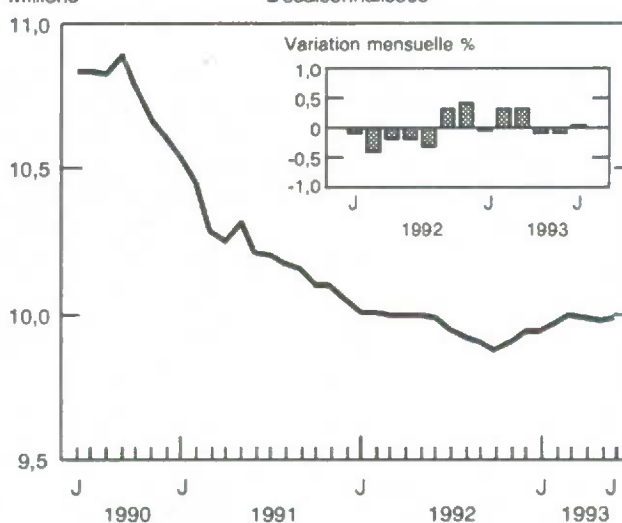 Millions Désaisonnalisées
11,0
Variation mensuelle %
1,0
0,5
0
-0,5
-1,0
J J J
1992 1993
10,5
10,0
9,5
J J J J J
1990 1991 1992 1993